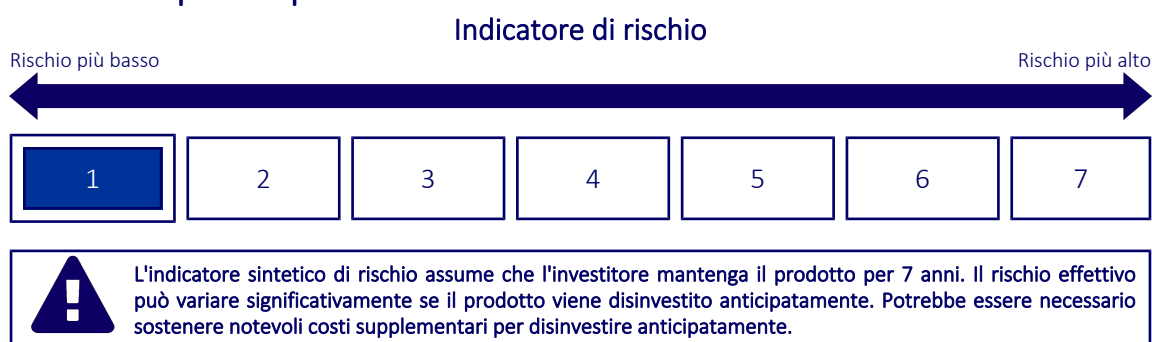 Indicatore di rischio
Rischio più basso Rischio più alto
1 2 3 4 5 6 7
L'indicatore sintetico di rischio assume che l'investitore mantenga il prodotto per 7 anni. Il rischio effettivo
può variare significativamente se il prodotto viene disinvestito anticipatamente. Potrebbe essere necessario
sostenere notevoli costi supplementari per disinvestire anticipatamente.